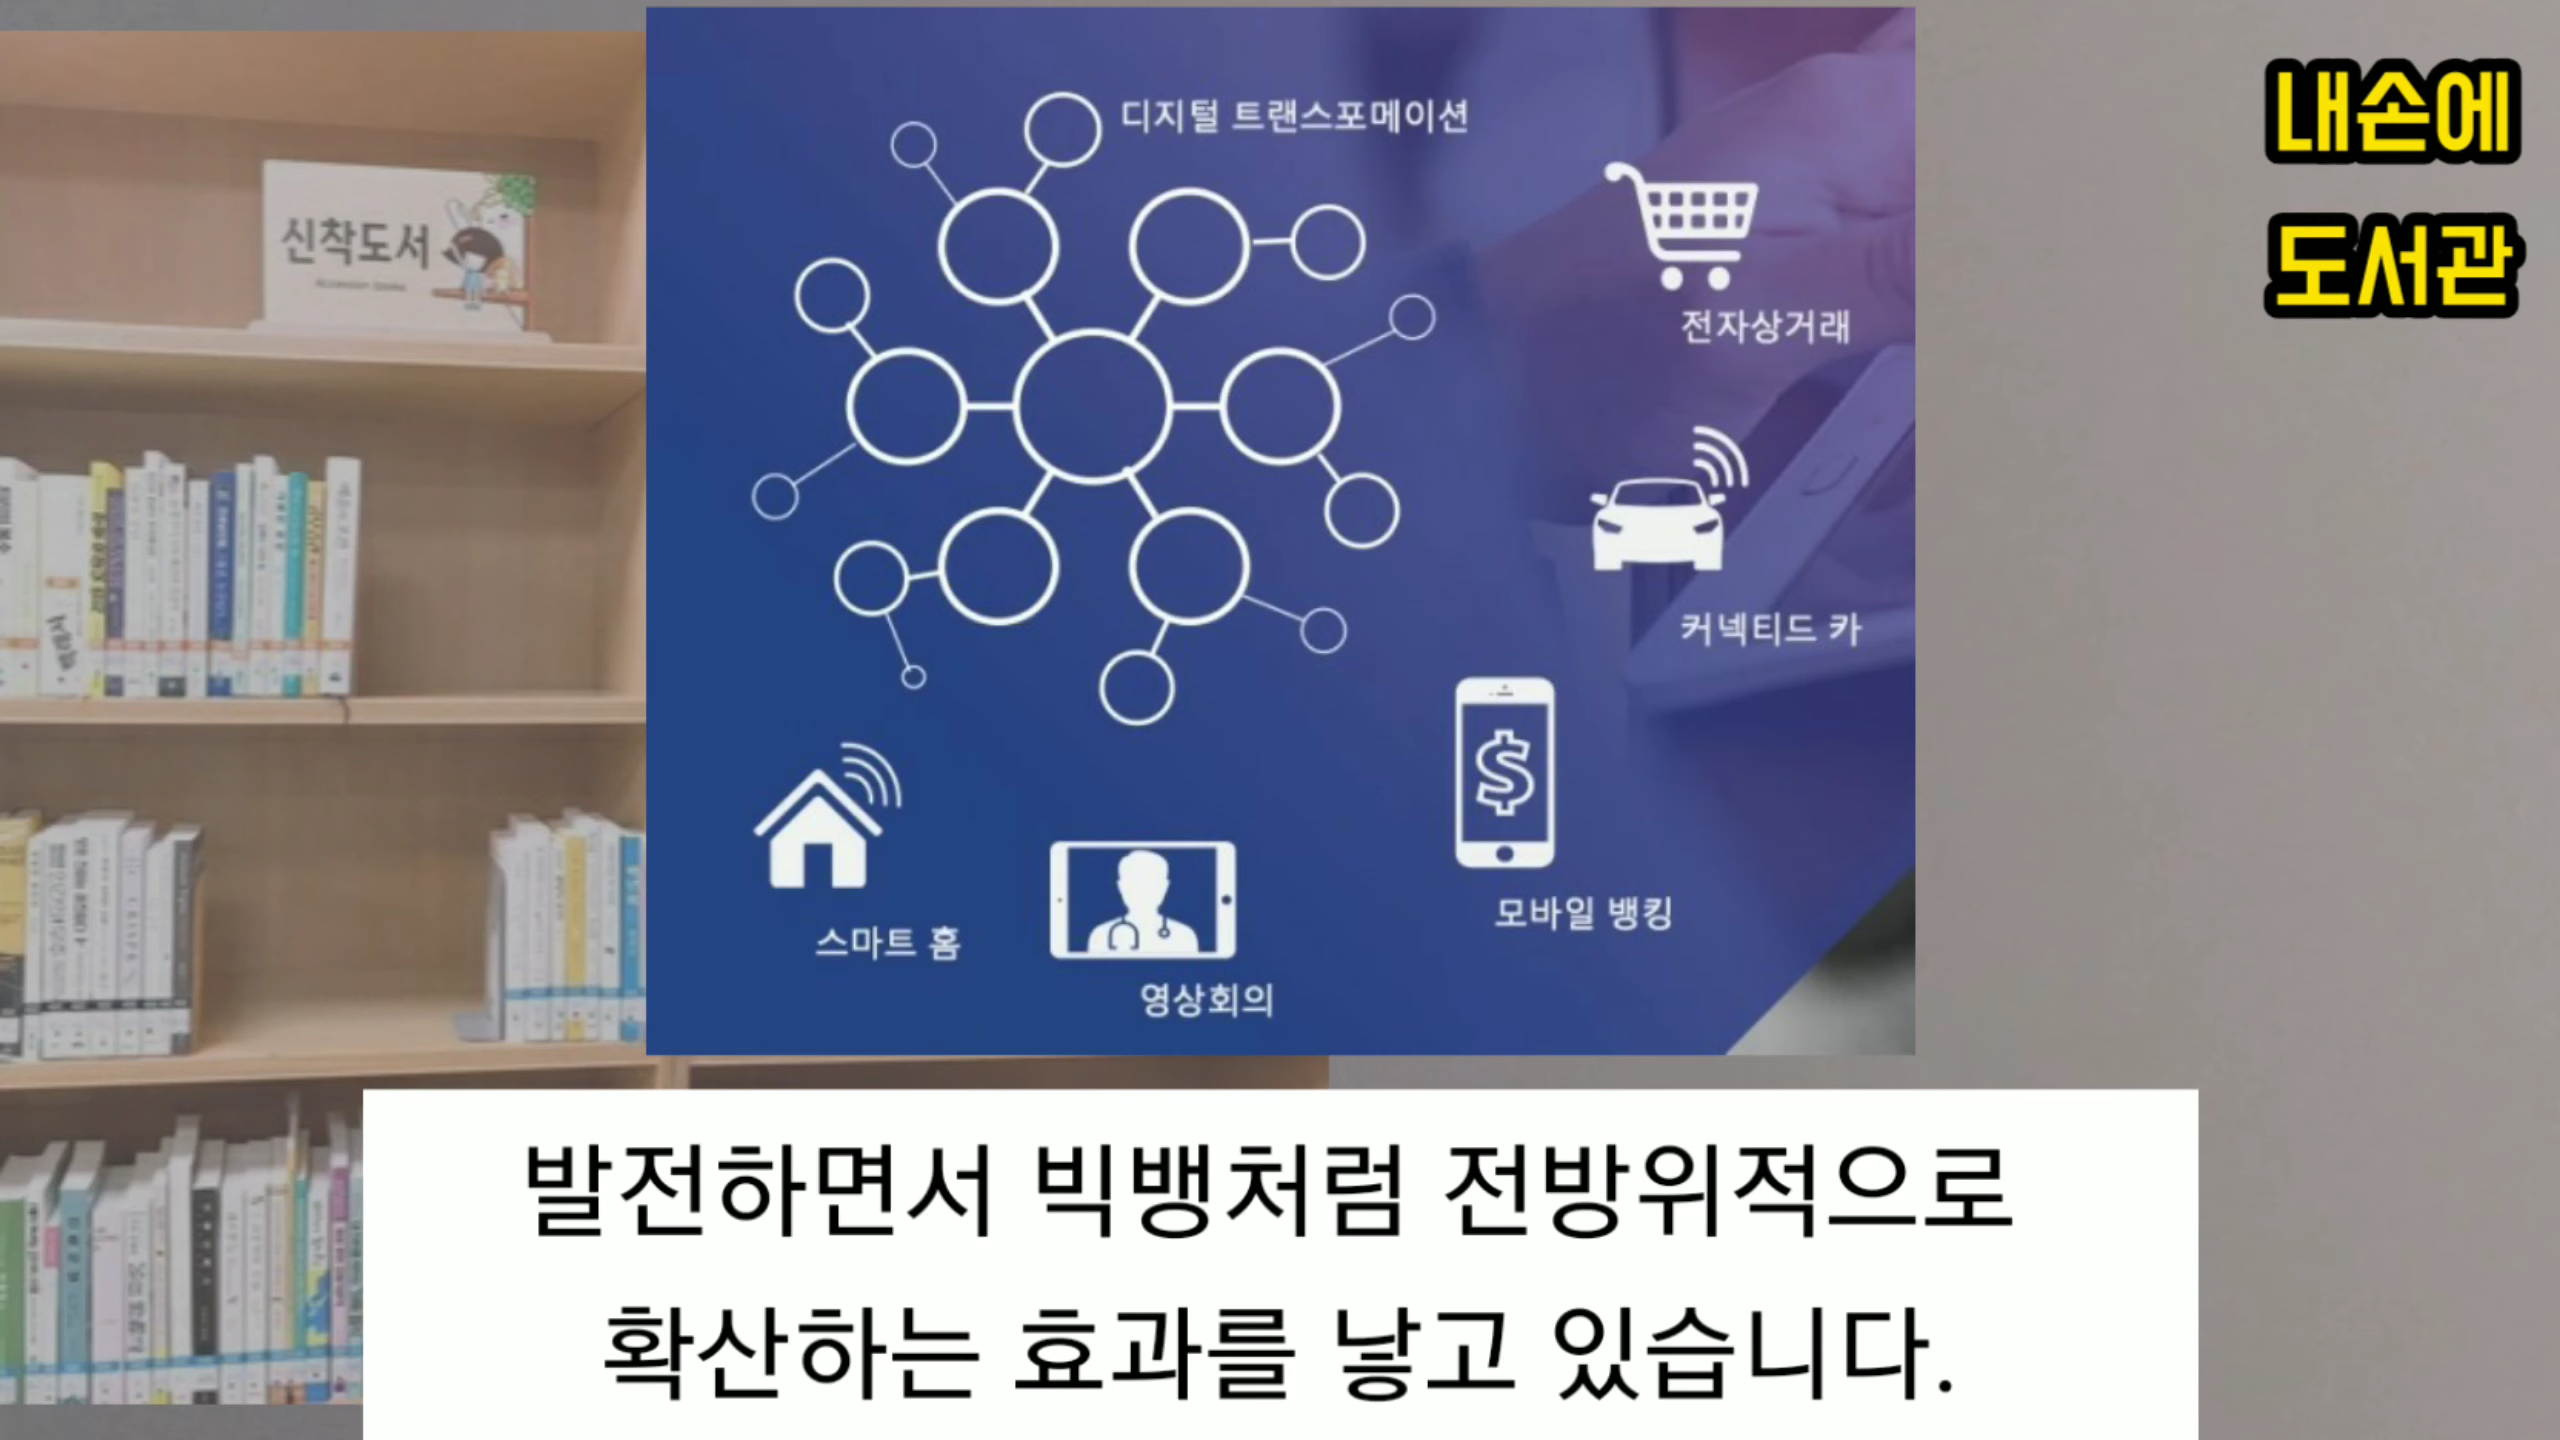 내손에
도서관
신착도서
디지털 트랜스포메이션
전자상거래
커넥티드 카
모바일 뱅킹
스마트 홈
영상회의
발전하면서 빅뱅처럼 전방위적으로
확산하는 효과를 낳고 있습니다.